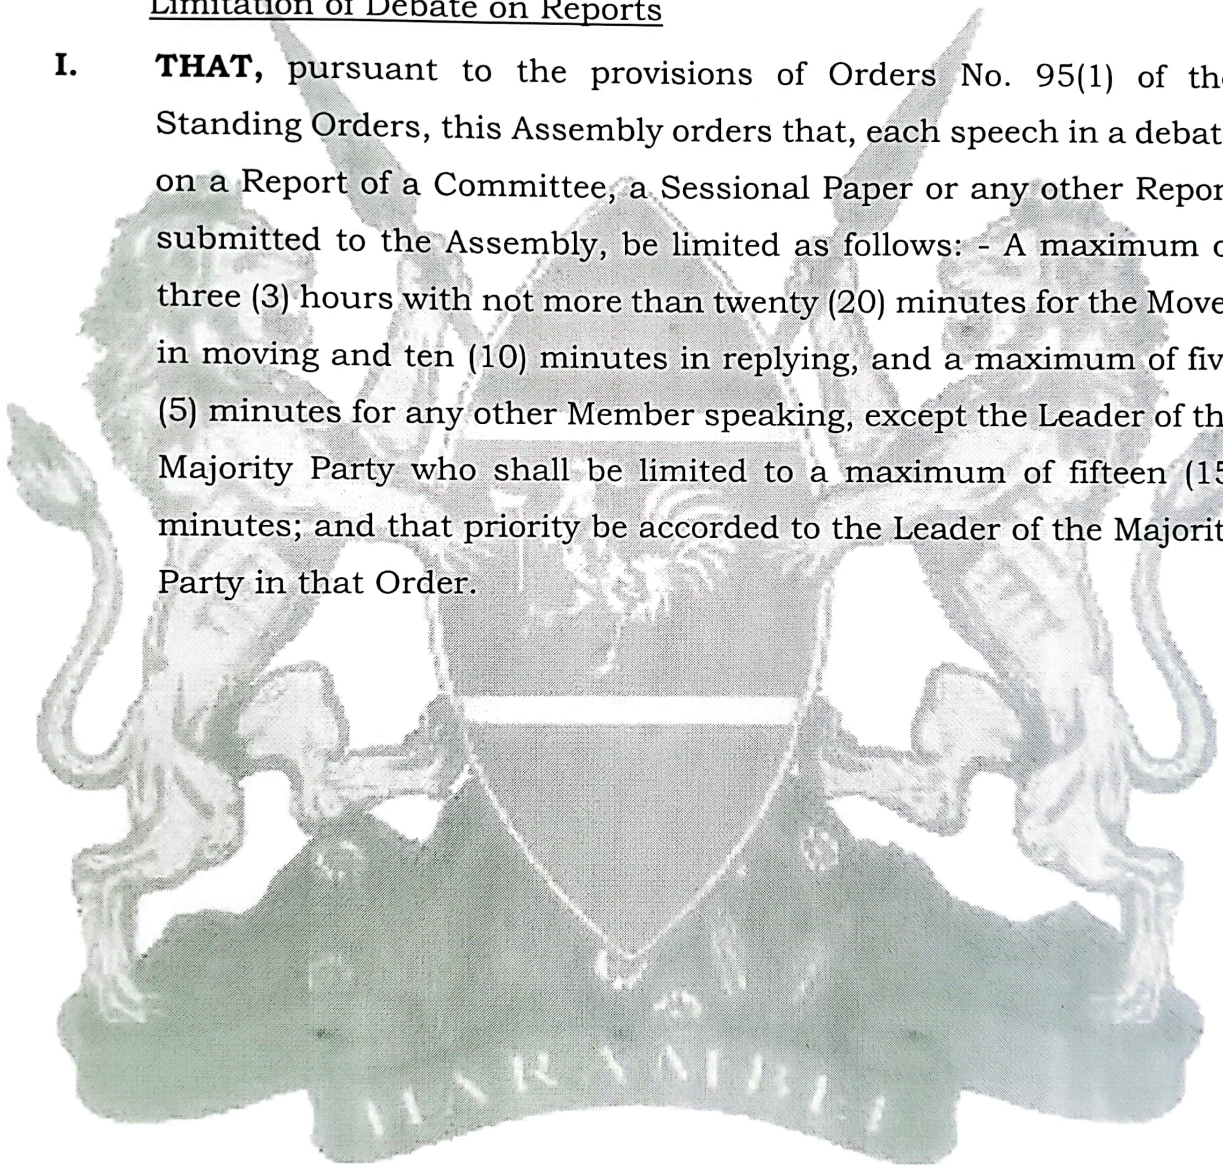 Limitation of Debate on Reports
I. THAT, pursuant to the provisions of Orders No. 95(1) of the
Standing Orders, this Assembly orders that, each speech in a debat
on a Report of a Committee, a Sessional Paper or any other Repor
submitted to the Assembly, be limited as follows: - A maximum o
three (3) hours with not more than twenty (20) minutes for the Move
in moving and ten (10) minutes in replying, and a maximum of fiv
(5) minutes for any other Member speaking, except the Leader of th
Majority Party who shall be limited to a maximum of fifteen (15
minutes; and that priority be accorded to the Leader of the Majorit
Party in that Order.
HARAMBEE